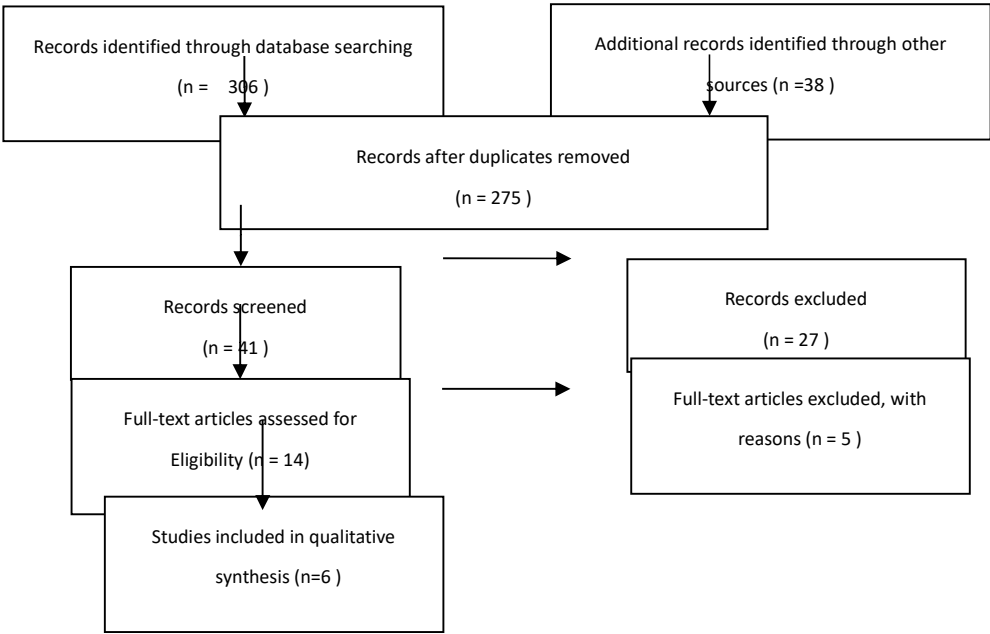 Records identified through database searching
(n = 306 )
Additional records identified through other
sources (n =38 )
Records after duplicates removed
(n = 275 )
Records screened
(n = 41 )
Records excluded
(n = 27 )
Full-text articles assessed for
Eligibility (n = 14)
Full-text articles excluded, with
reasons (n = 5 )
Studies included in qualitative
synthesis (n=6 )